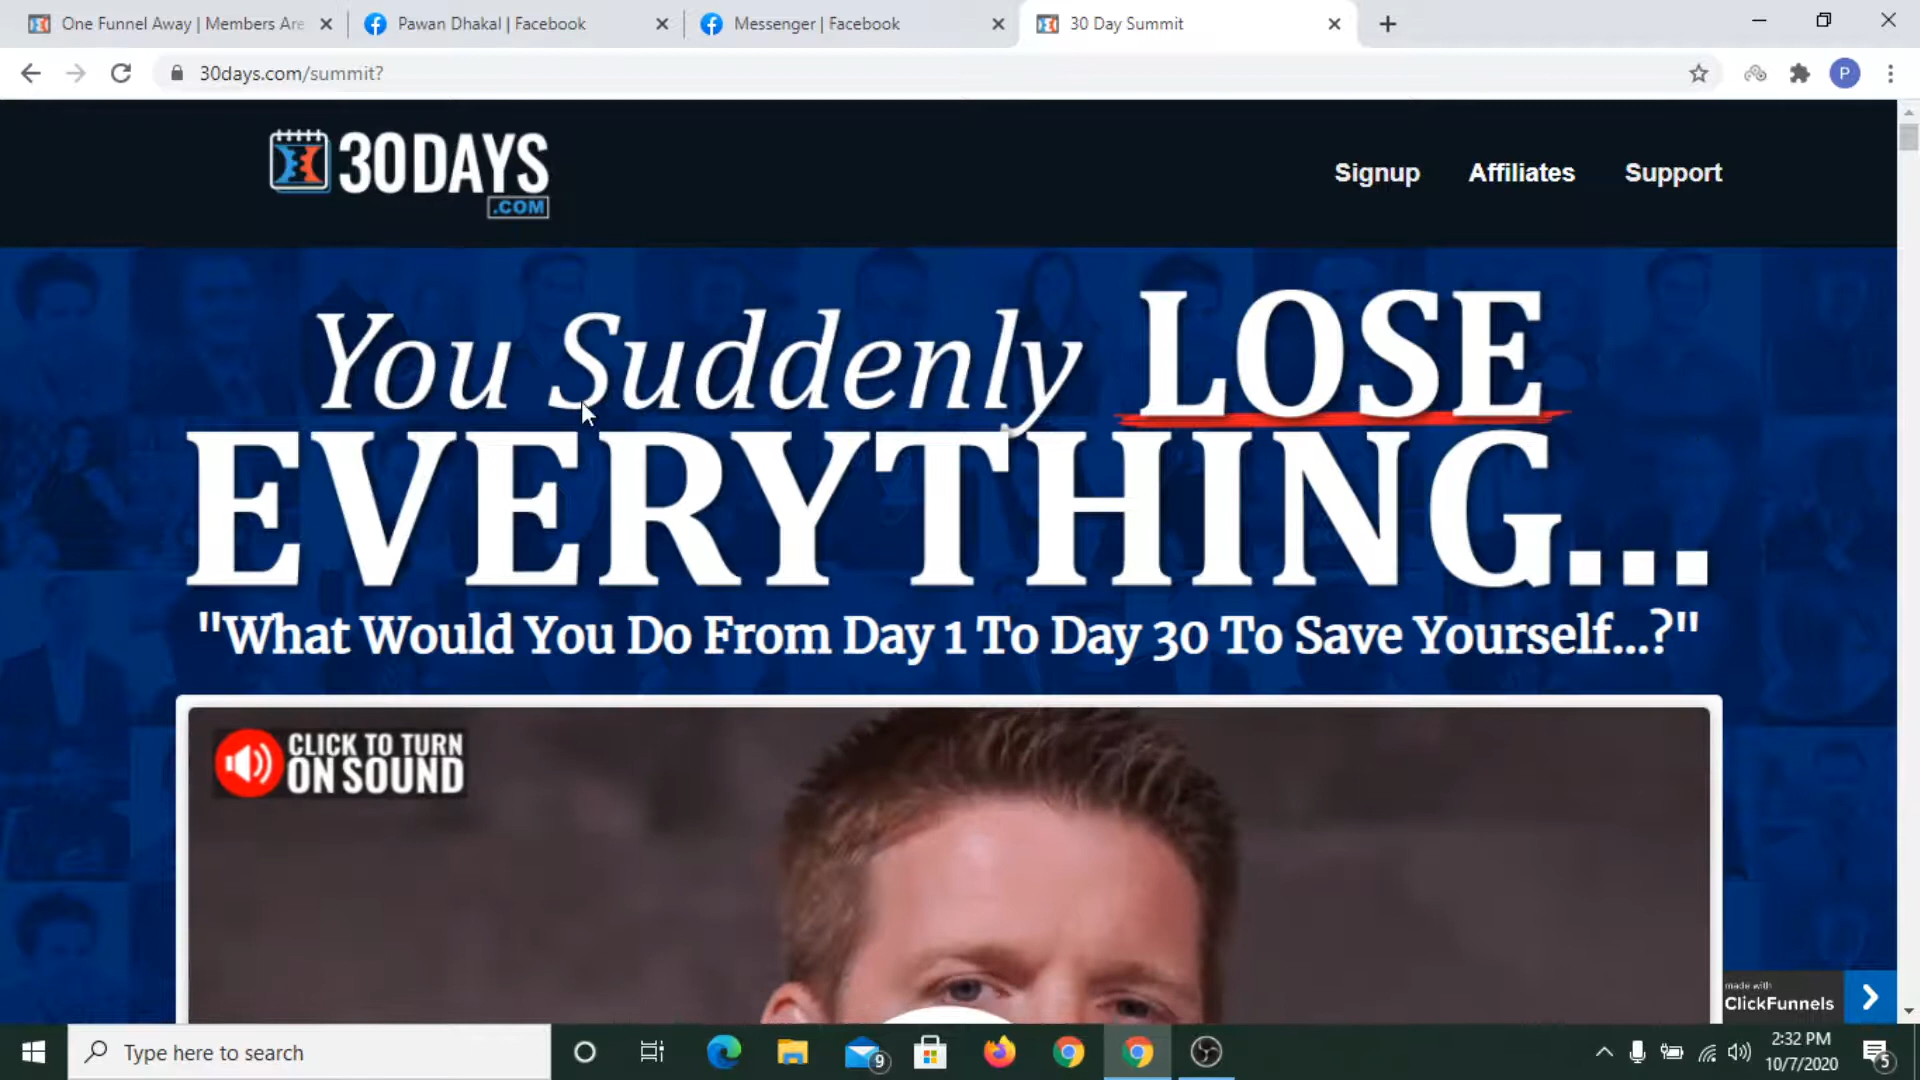 One Funnel Away | Members Are
Pawan Dhakal | Facebook
Messenger | Facebook
30 Day Summit
30days.com/summit?
P
30DAYS
.COM
Signup
Affiliates
Support
You Suddenly LOSE
EVERYTHING...
"What Would You Do From Day 1 To Day 30 To Save Yourself...?"
CLICK TO TURN
ON SOUND
made with
ClickFunnels
Type here to search
9
2:32 PM
10/7/2020
5